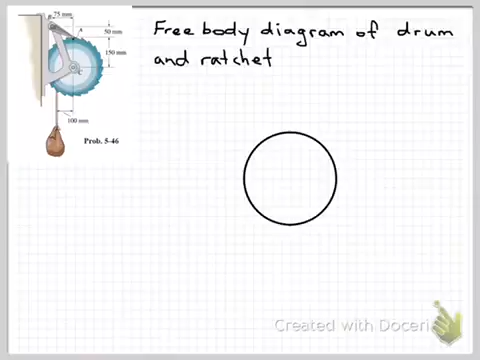 75 mm
Free body diagram of drum
and ratchet
A
50 mm
150 mm
C
100 mm
Prob. 5-46
Created with Doceri